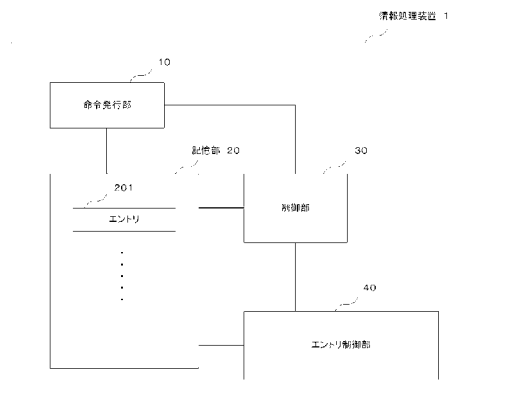 情報処理装置 1
10
命令発行部
記憶部 20
30
201
エントリ
制御部
40
エントリ制御部